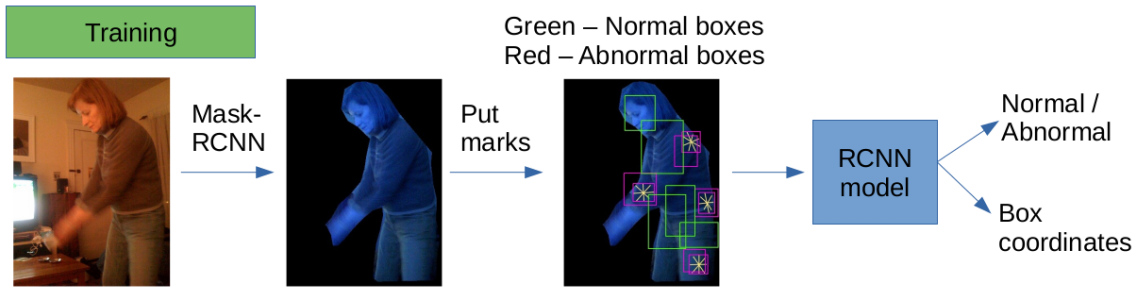 Training
Green – Normal boxes
Red – Abnormal boxes
Mask-
RCNN
Put
marks
RCNN
model
Normal /
Abnormal
Box
coordinates